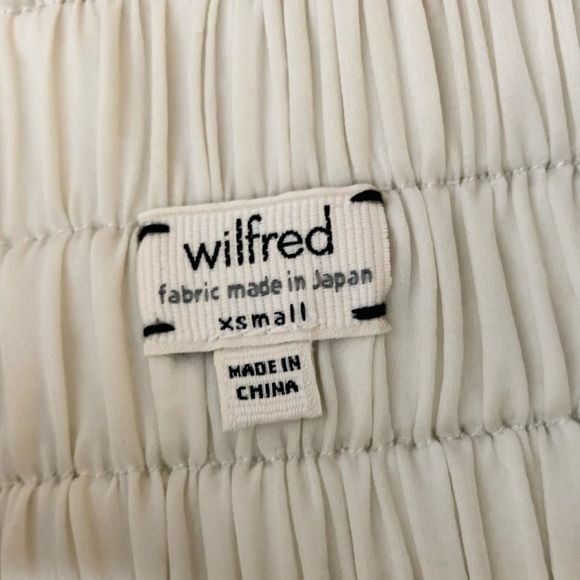 wilfred
fabric made in Japan
xsmall
MADE IN
CHINA